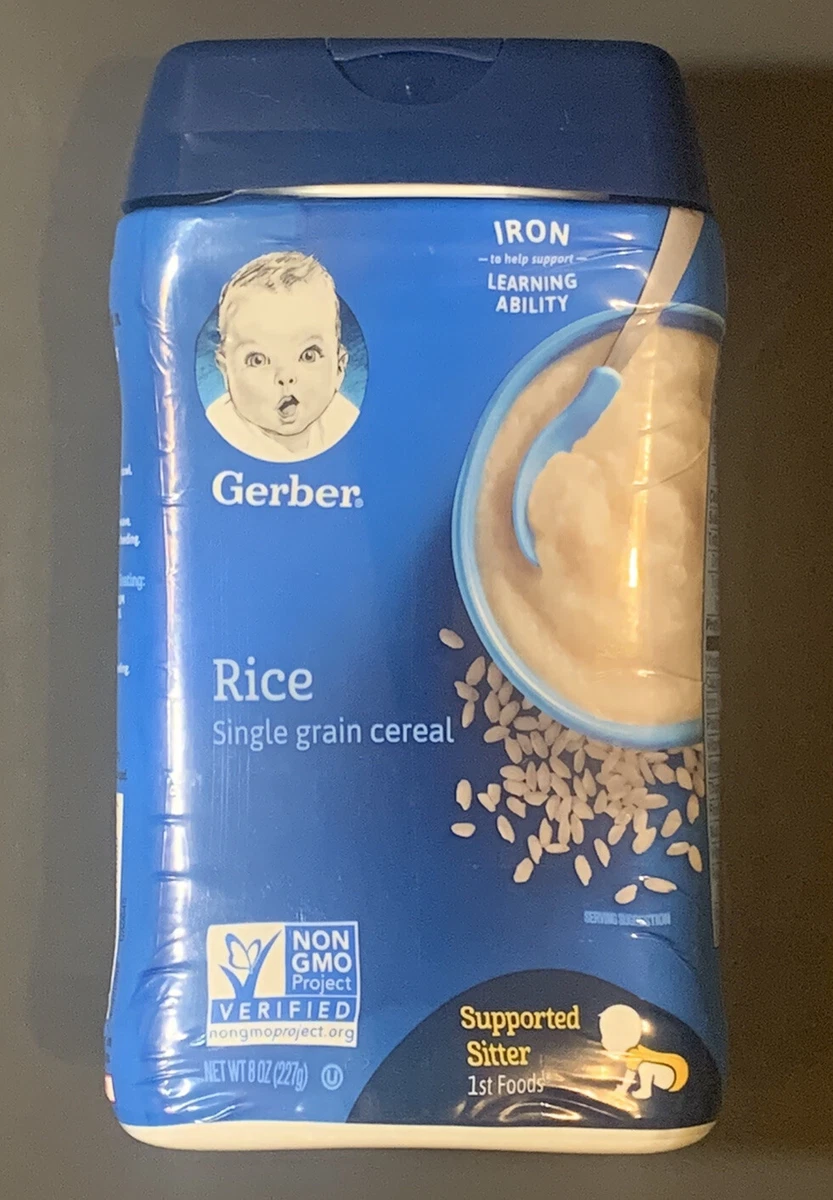 IRON
to help support
LEARNING
ABILITY
Gerber®
Rice
Single grain cereal
SERVING SUGGESTION
NON
GMO
Project
VERIFIED
nongmoproject.org
NET WT 8 OZ (227g) U
Supported
Sitter
1st Foods